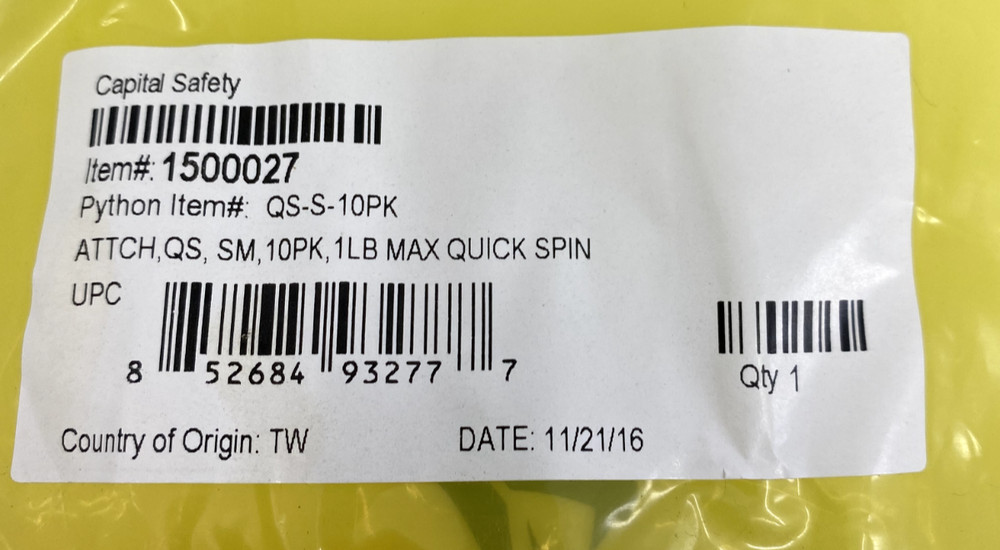 Capital Safety
Item#: 1500027
Python Item#: QS-S-10PK
ATTCH,QS, SM,10PK,1LB MAX QUICK SPIN
UPC
8 52684 93277 7
Qty 1
Country of Origin: TW DATE: 11/21/16